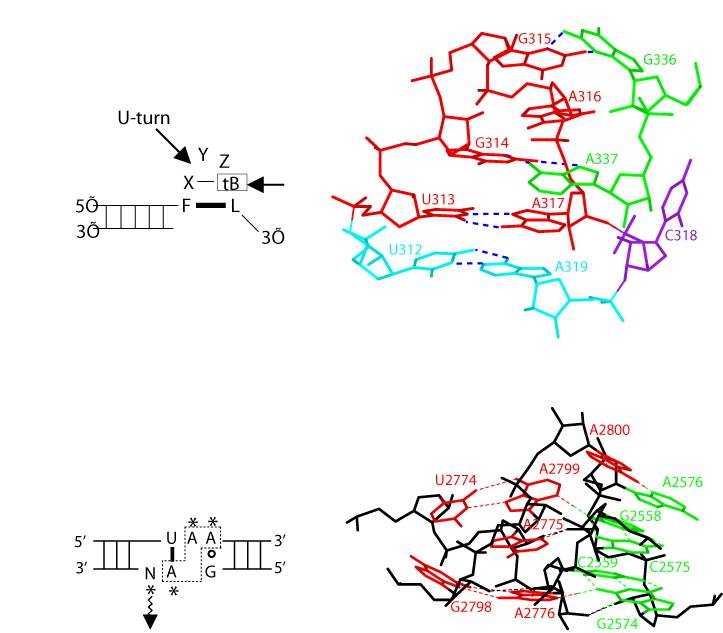 U-turn
Y
Z
X
tB
5Õ
F
L
3Õ
3Õ
G315
G336
A316
G314
A337
U313
A317
C318
U312
A319
5′
U
A
A
3′
3′
N
A
G
5′
*
*
*
*
A2800
A2799
U2774
A2576
G2558
A2775
C2559
C2575
G2798
A2776
G2574